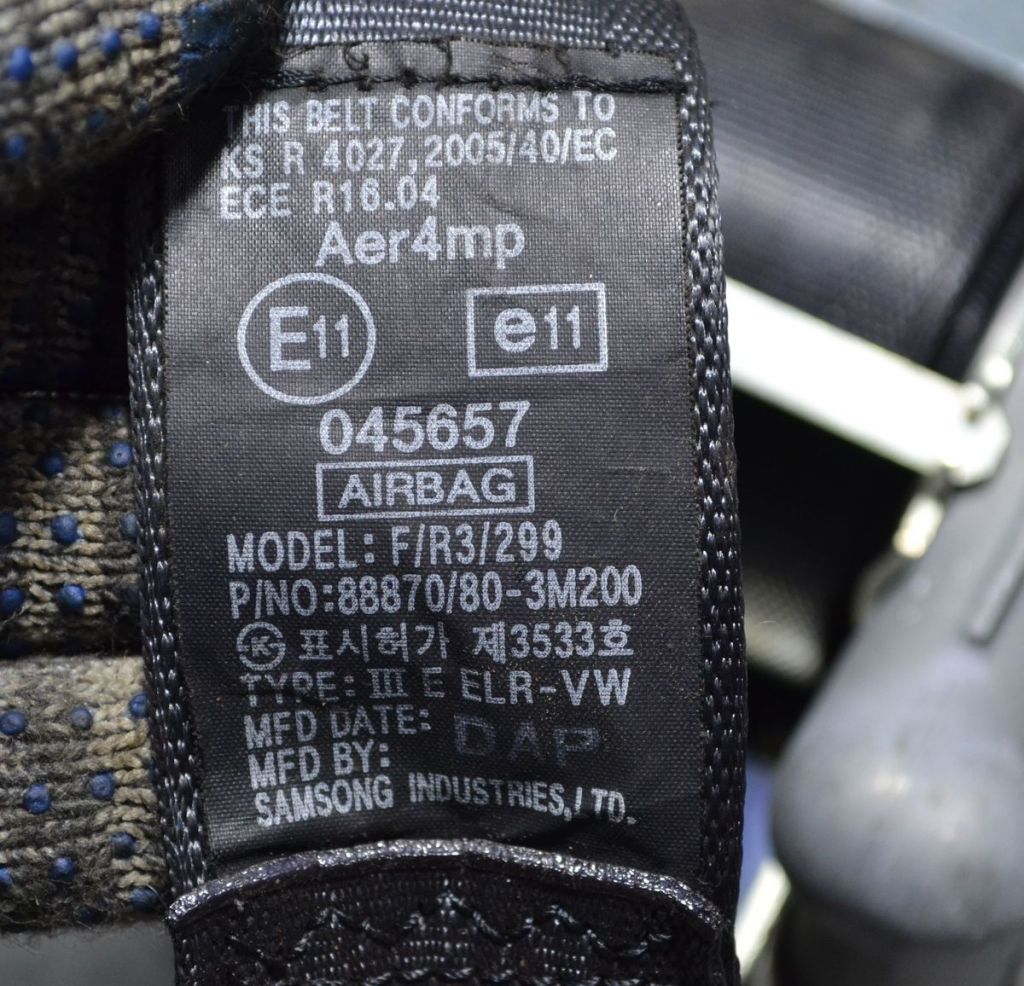 THIS BELT CONFORMS TO
KS R 4027,2005/40/EC
ECE R16.04
Aer4mp
E11 e11
045657
AIRBAG
MODEL: F/R3/299
P/NO:88870/80-3M200
표시허가 제3533호
TYPE: III E ELR-VW
MFD DATE: DAP
MFD BY:
SAMSONG INDUSTRIES,LTD.